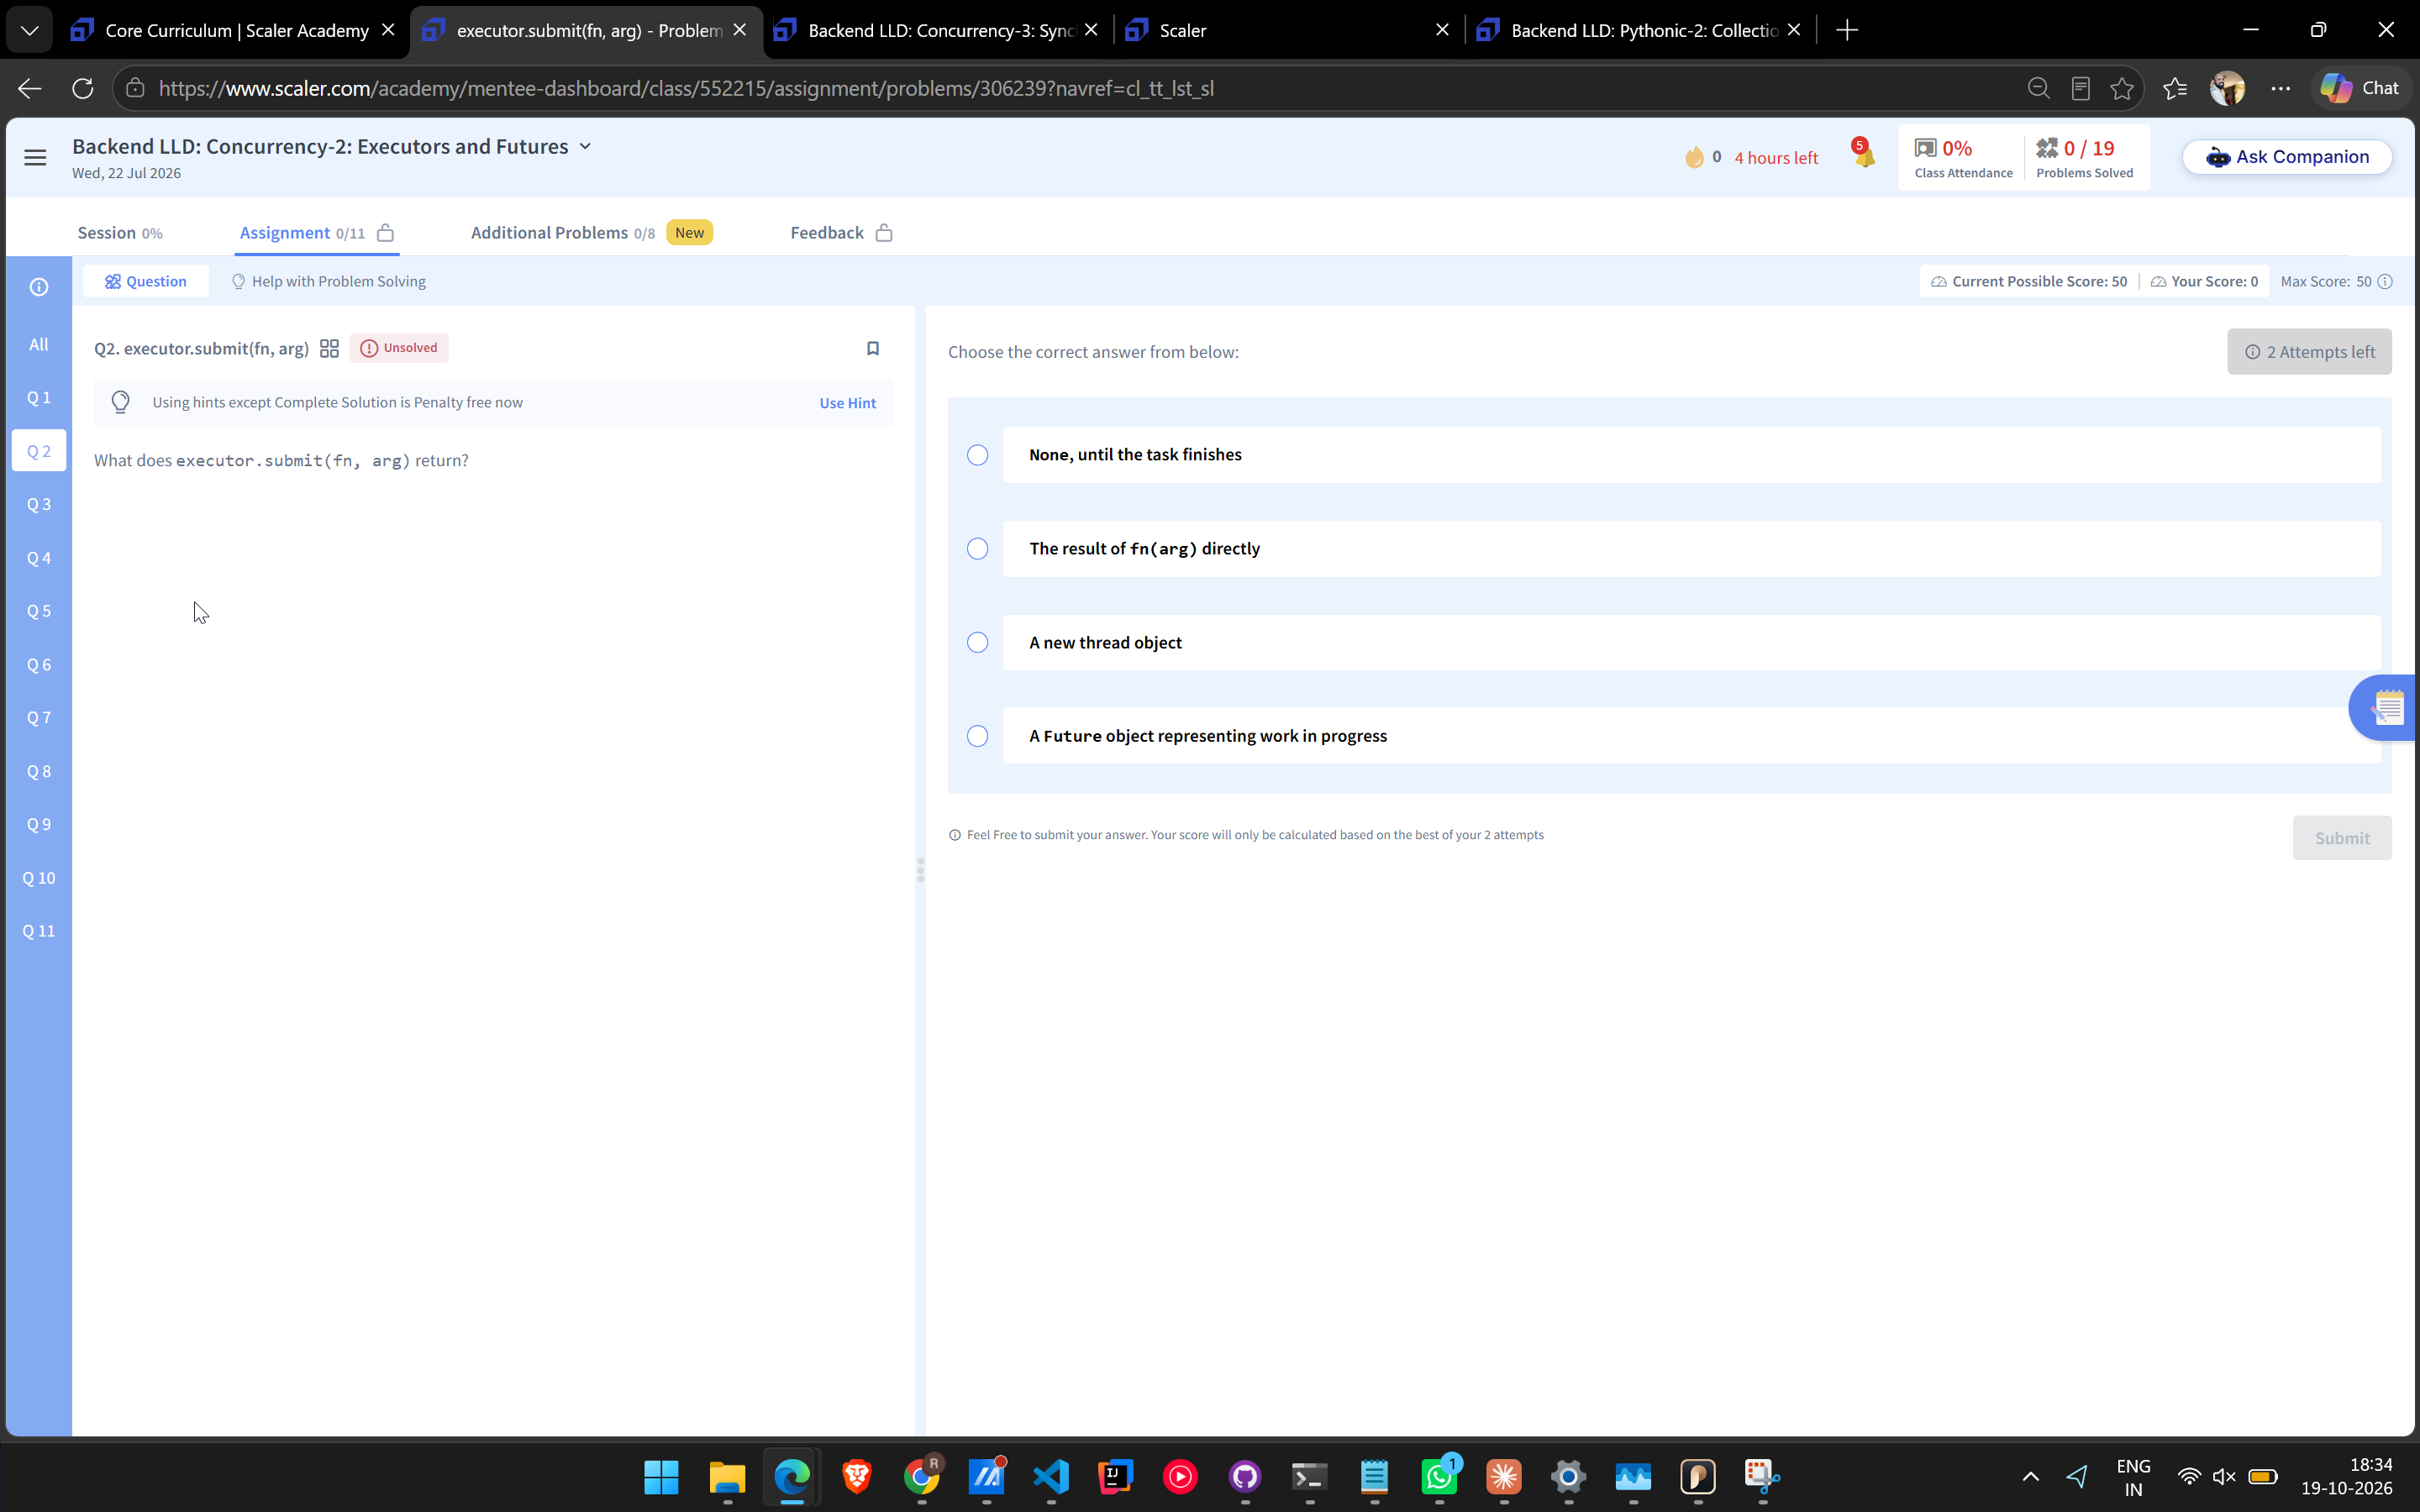 Core Curriculum | Scaler Academy
executor.submit(fn, arg) - Problem
Backend LLD: Concurrency-3: Sync
Scaler
Backend LLD: Pythonic-2: Collectio
https://www.scaler.com/academy/mentee-dashboard/class/552215/assignment/problems/306239?navref=cl_tt_lst_sl
Chat
Backend LLD: Concurrency-2: Executors and Futures
Wed, 22 Jul 2026
0
4 hours left
5
0%
Class Attendance
0 / 19
Problems Solved
Ask Companion
Session 0%
Assignment 0/11
Additional Problems 0/8
New
Feedback
Question
Help with Problem Solving
Current Possible Score: 50
Your Score: 0
Max Score: 50
All
Q 1
Q 2
Q 3
Q 4
Q 5
Q 6
Q 7
Q 8
Q 9
Q 10
Q 11
Q2. executor.submit(fn, arg)
Unsolved
Using hints except Complete Solution is Penalty free now
Use Hint
What does executor.submit(fn, arg) return?
Choose the correct answer from below:
2 Attempts left
None, until the task finishes
The result of fn(arg) directly
A new thread object
A Future object representing work in progress
Feel Free to submit your answer. Your score will only be calculated based on the best of your 2 attempts
Submit
R
IJ
1
ENG
IN
18:34
19-10-2026